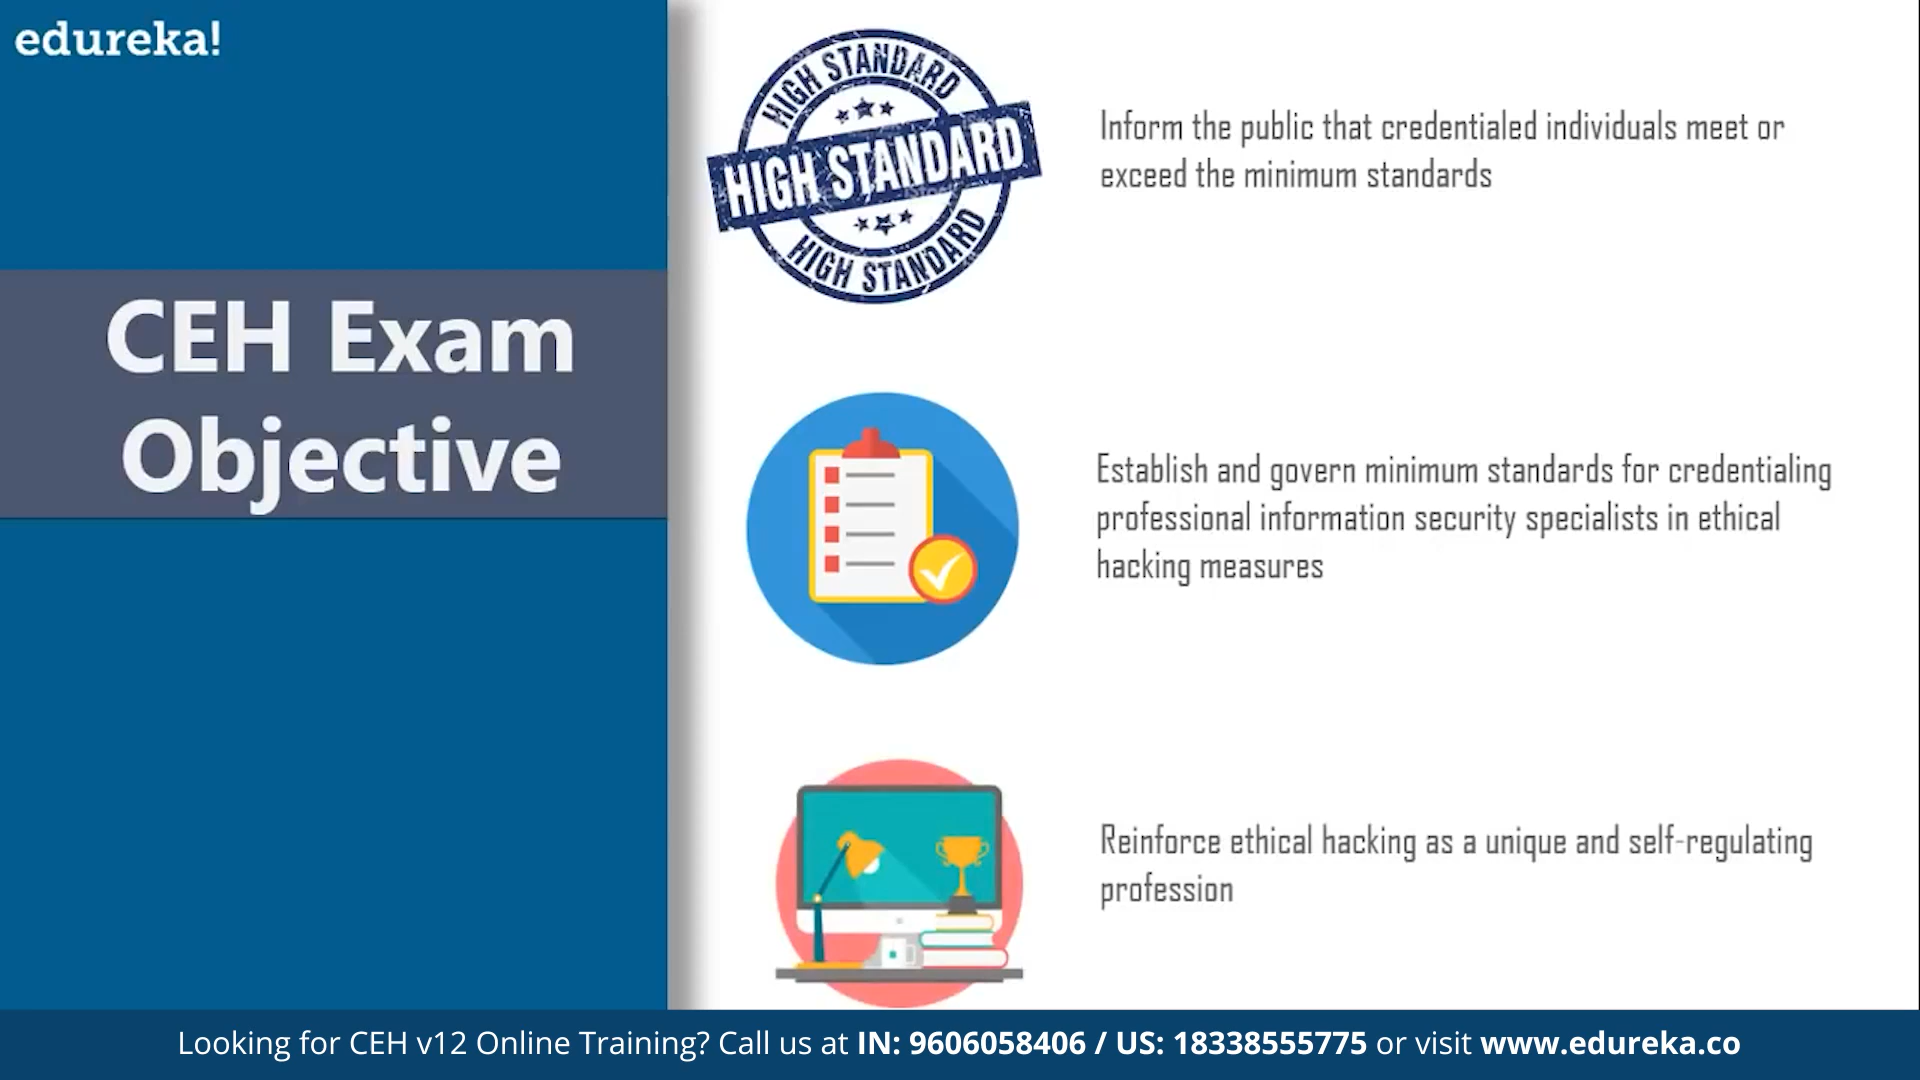 edureka!
CEH Exam
Objective
HIGH STANDARD
HIGH STANDARD
HIGH STANDARD
Inform the public that credentialed individuals meet or
exceed the minimum standards
Establish and govern minimum standards for credentialing
professional information security specialists in ethical
hacking measures
Reinforce ethical hacking as a unique and self-regulating
profession
Looking for CEH v12 Online Training? Call us at IN: 9606058406 / US: 18338555775 or visit www.edureka.co